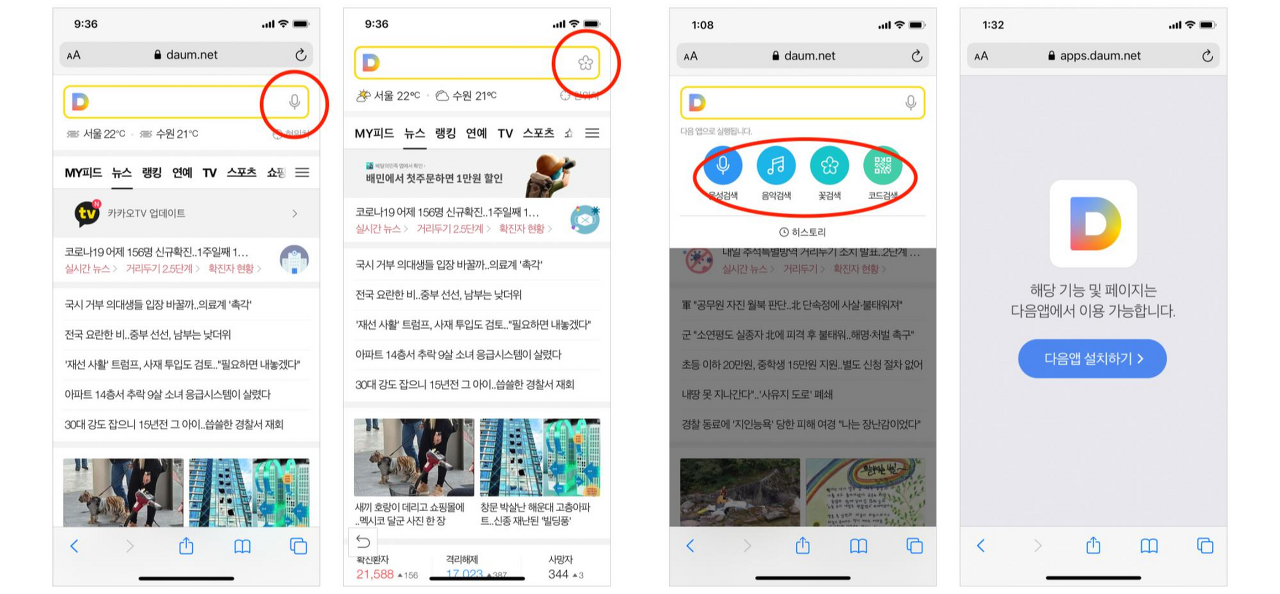 9:36
AA daum.net
서울 22°C · 수원 21°C
MY피드 뉴스 랭킹 연예 TV 스포츠
tv N 카카오TV 업데이트
코로나19 어제 156명 신규확진..1주일째 1...
실시간 뉴스 > 거리두기 2.5단계 > 확진자 현황 >
국시 거부 의대생들 입장 바꿀까..의료계 '촉각'
전국 요란한 비..중부 선선, 남부는 낮더위
'재선 사활' 트럼프, 사재 투입도 검토.."필요하면 내놓겠다"
아파트 14층서 추락 9살 소녀 응급시스템이 살렸다
30대 강도 잡으니 15년전 그 아이..씁쓸한 경찰서 재회
9:36
D
서울 22°C · 수원 21°C
MY피드 뉴스 랭킹 연예 TV 스포츠
배민에서 첫주문하면 1만원 할인
코로나19 어제 156명 신규확진..1주일째 1...
실시간 뉴스 > 거리두기 2.5단계 > 확진자 현황 >
국시 거부 의대생들 입장 바꿀까..의료계 '촉각'
전국 요란한 비..중부 선선, 남부는 낮더위
'재선 사활' 트럼프, 사재 투입도 검토.."필요하면 내놓겠다"
아파트 14층서 추락 9살 소녀 응급시스템이 살렸다
30대 강도 잡으니 15년전 그 아이..씁쓸한 경찰서 재회
새끼 호랑이 데리고 쇼핑몰에 창문 박살난 해운대 고층아파
..멕시코 달군 사진 한 장 트..신종 재난된 '빌딩풍'
확신환자 격리해제 사망자
21,588 ▲156 17,023 ▲387 344 ▲3
1:08
AA daum.net
D
다음 앱으로 실행됩니다.
음성검색 음악검색 꽃검색 코드검색
히스토리
내일 추석특별방역 거리두기 조치 발표..2단계 ...
실시간 뉴스 > 거리두기 > 확진자 현황 >
軍 "공무원 자진 월북 판단..北 단속정에 사살·불태워져"
군 "소연평도 실종자 北에 피격 후 불태워..해명·처벌 촉구"
초등 이하 20만원, 중학생 15만원 지원..별도 신청 절차 없어
내땅 못 지나간다"..'사유지 도로' 폐쇄
경찰 동료에 '지인능욕' 당한 피해 여경 "나는 장난감이었다"
1:32
AA apps.daum.net
D
해당 기능 및 페이지는
다음앱에서 이용 가능합니다.
다음앱 설치하기 >